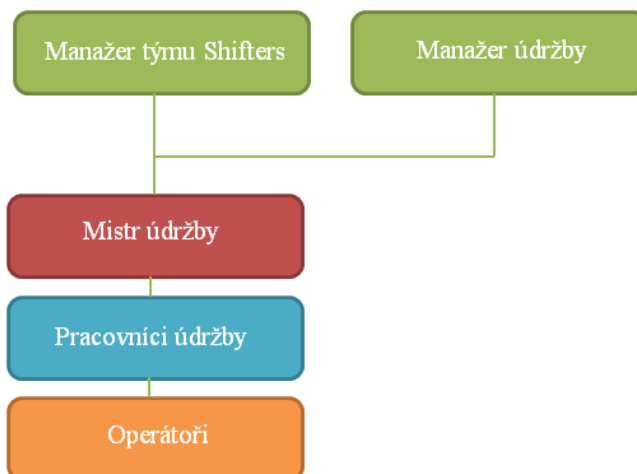 Manažer týmu Shifters
Manažer údržby
Mistr údržby
Pracovníci údržby
Operátoři